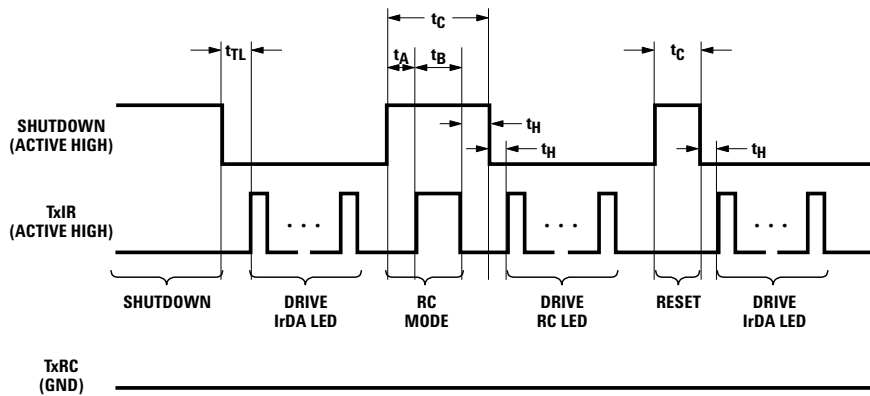 tC
tTL
tA
tB
tC
SHUTDOWN
(ACTIVE HIGH)
tH
tH
tH
TxIR
(ACTIVE HIGH)
SHUTDOWN
DRIVE
IrDA LED
RC
MODE
DRIVE
RC LED
RESET
DRIVE
IrDA LED
TxRC
(GND)